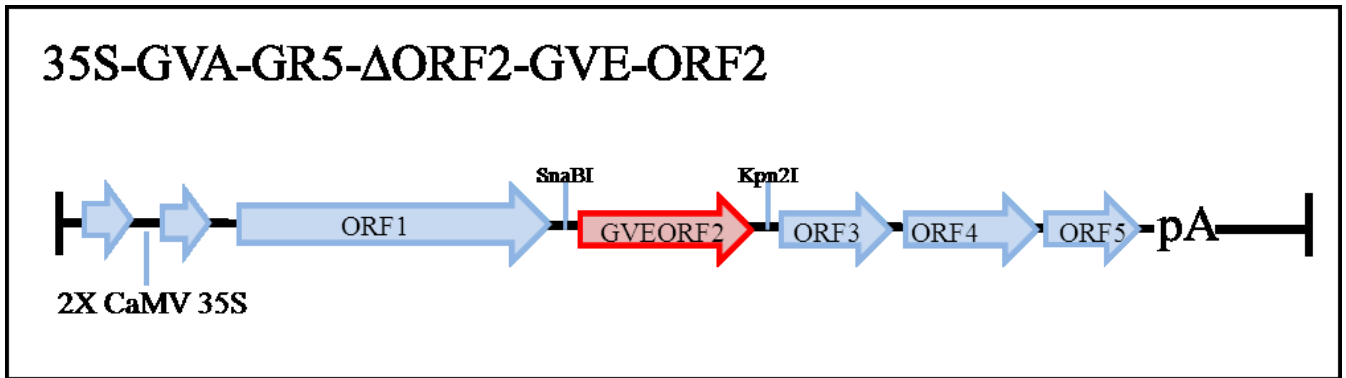 35S-GVA-GR5-ΔORF2-GVE-ORF2
SnaBI
Kpn2I
ORF1
GVEORF2
ORF3
ORF4
ORF5
pA
2X CaMV 35S